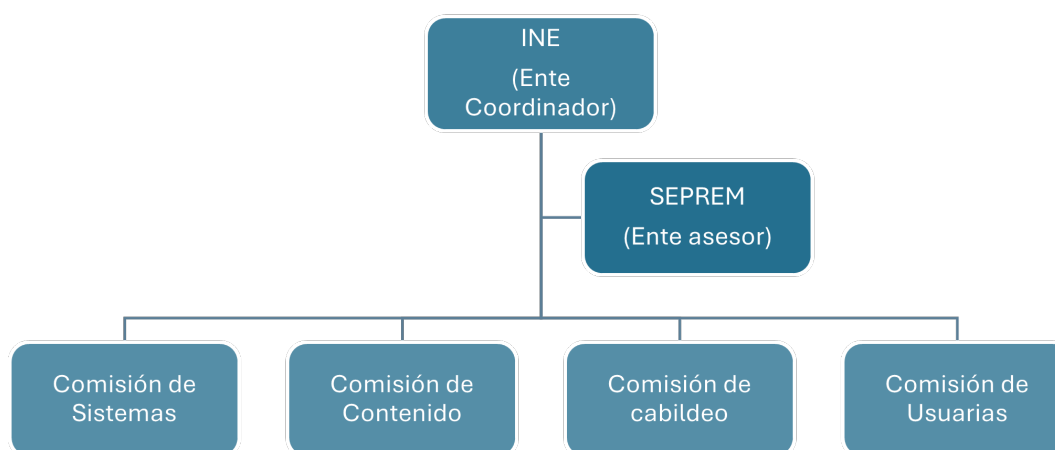 INE
(Ente
Coordinador)
SEPREM
(Ente asesor)
Comisión de
Sistemas
Comisión de
Contenido
Comisión de
cabildeo
Comisión de
Usuarias